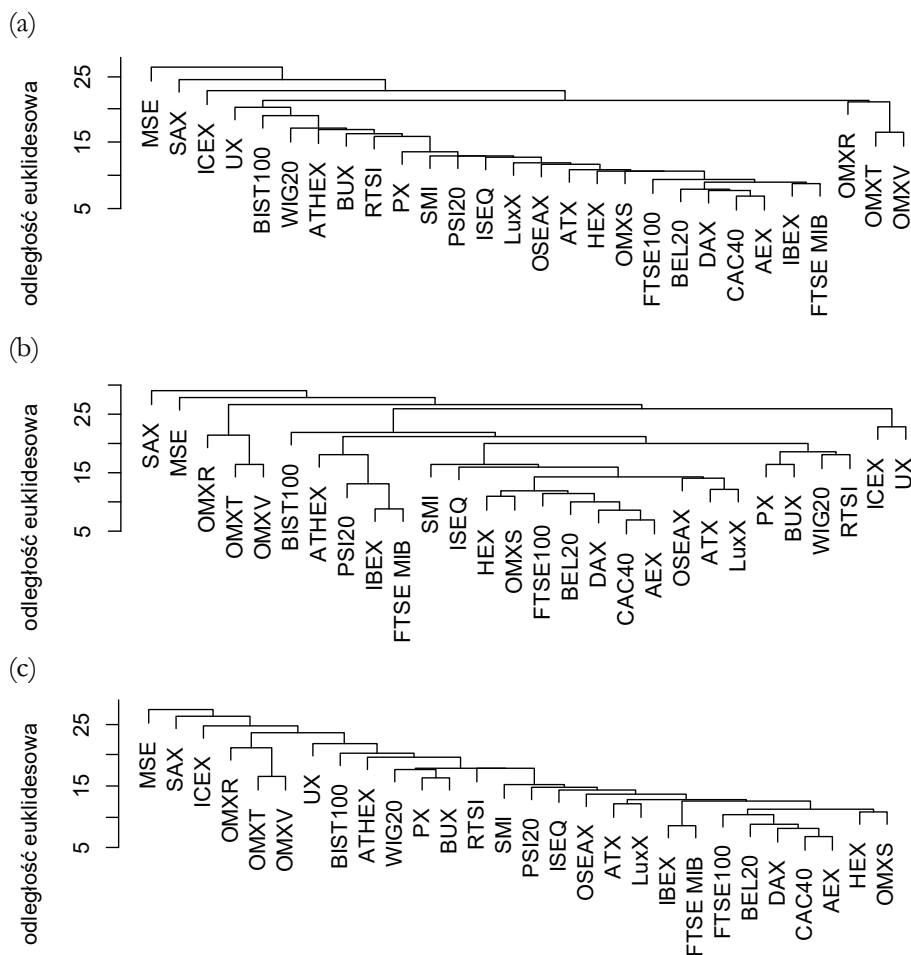 (a)
odległość euklidesowa
5 15 25
MSE
SAX
ICEX
UX
BIST100
WIG20
ATHEX
BUX
RTSI
PX
SMI
PSI20
ISEQ
LuxX
OSEAX
ATX
HEX
OMXS
FTSE100
BEL20
DAX
CAC40
AEX
IBEX
FTSE MIB
OMXR
OMXT
OMXV
(b)
odległość euklidesowa
5 15 25
SAX
MSE
OMXR
OMXT
OMXV
BIST100
ATHEX
PSI20
IBEX
FTSE MIB
SMI
ISEQ
HEX
OMXS
FTSE100
BEL20
DAX
CAC40
AEX
OSEAX
ATX
LuxX
PX
BUX
WIG20
RTSI
ICEX
UX
(c)
odległość euklidesowa
5 15 25
MSE
SAX
ICEX
OMXR
OMXT
OMXV
UX
BIST100
ATHEX
WIG20
PX
BUX
RTSI
SMI
PSI20
ISEQ
OSEAX
ATX
LuxX
IBEX
FTSE MIB
FTSE100
BEL20
DAX
CAC40
AEX
HEX
OMXS